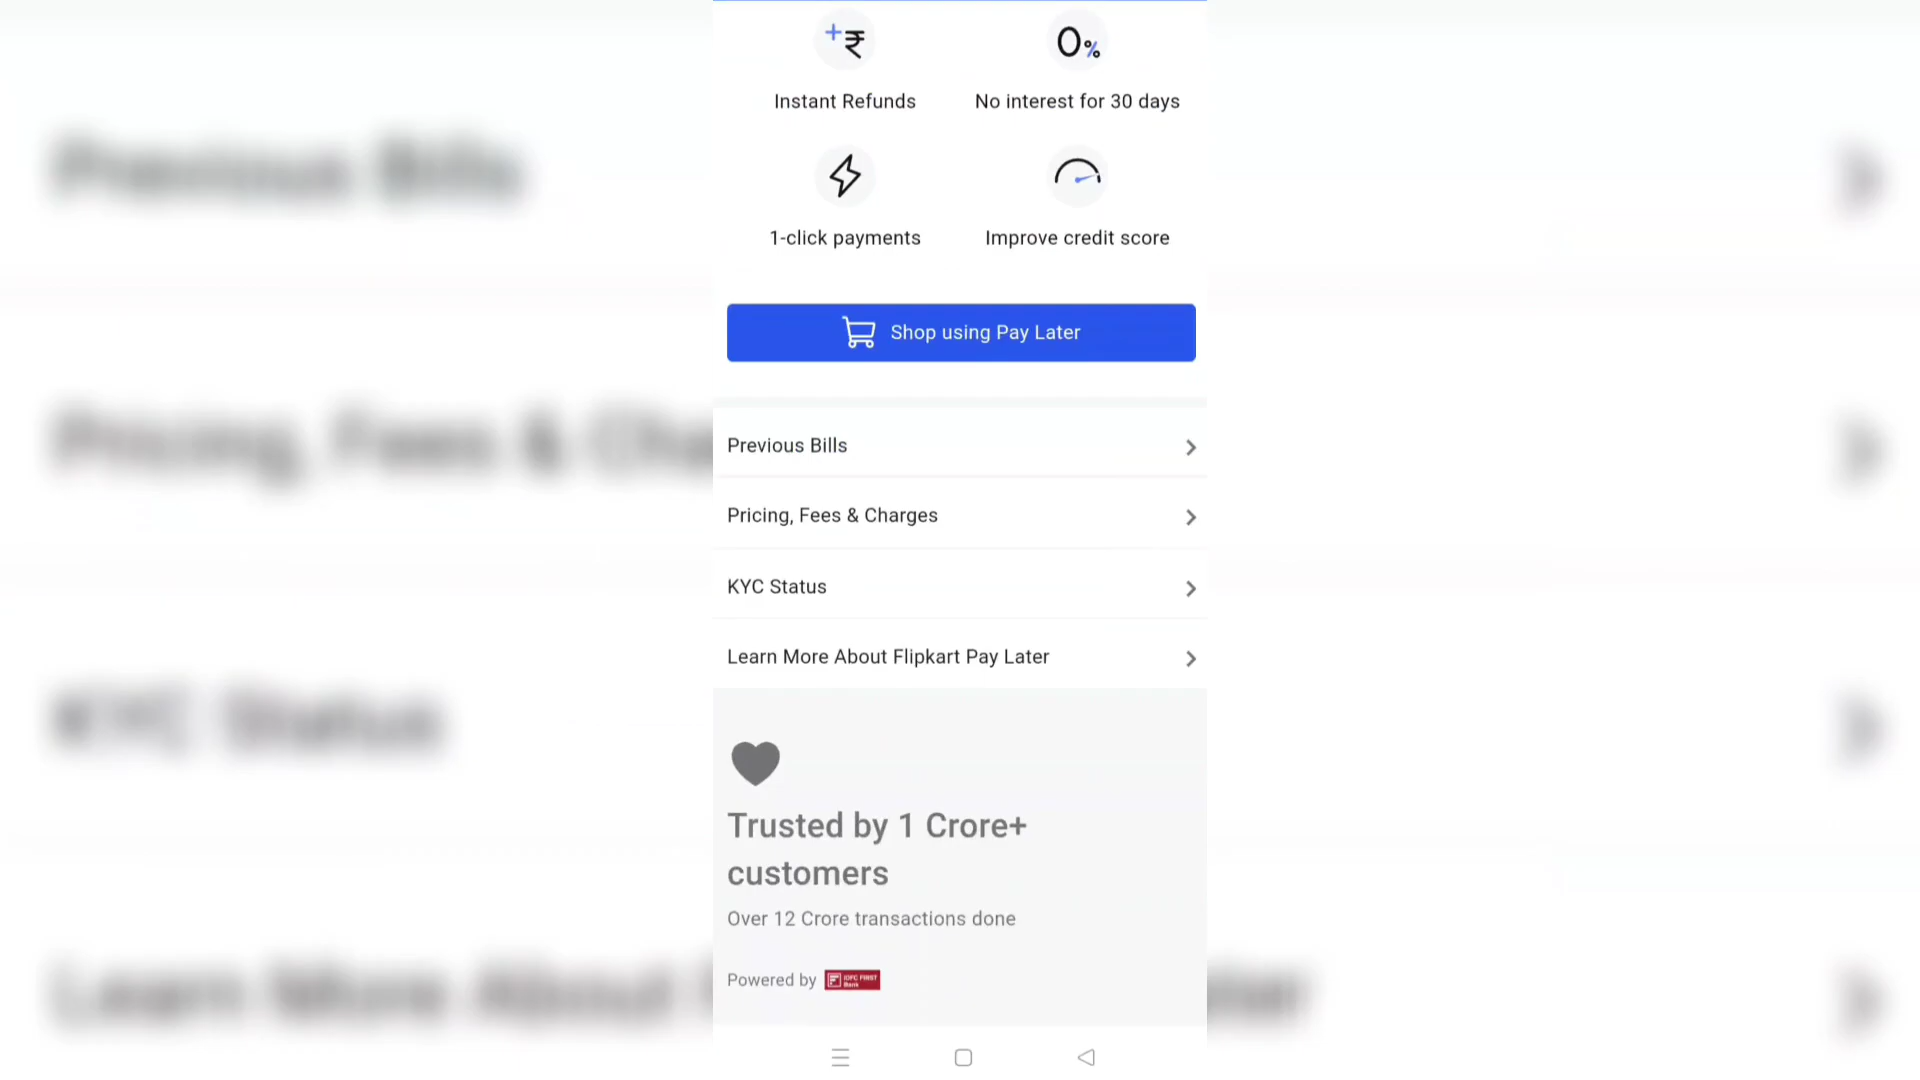 Instant Refunds
No interest for 30 days
1-click payments
Improve credit score
Shop using Pay Later
Previous Bills
Pricing, Fees & Charges
KYC Status
Learn More About Flipkart Pay Later
Trusted by 1 Crore+
customers
Over 12 Crore transactions done
Powered by IDFC FIRST
Bank